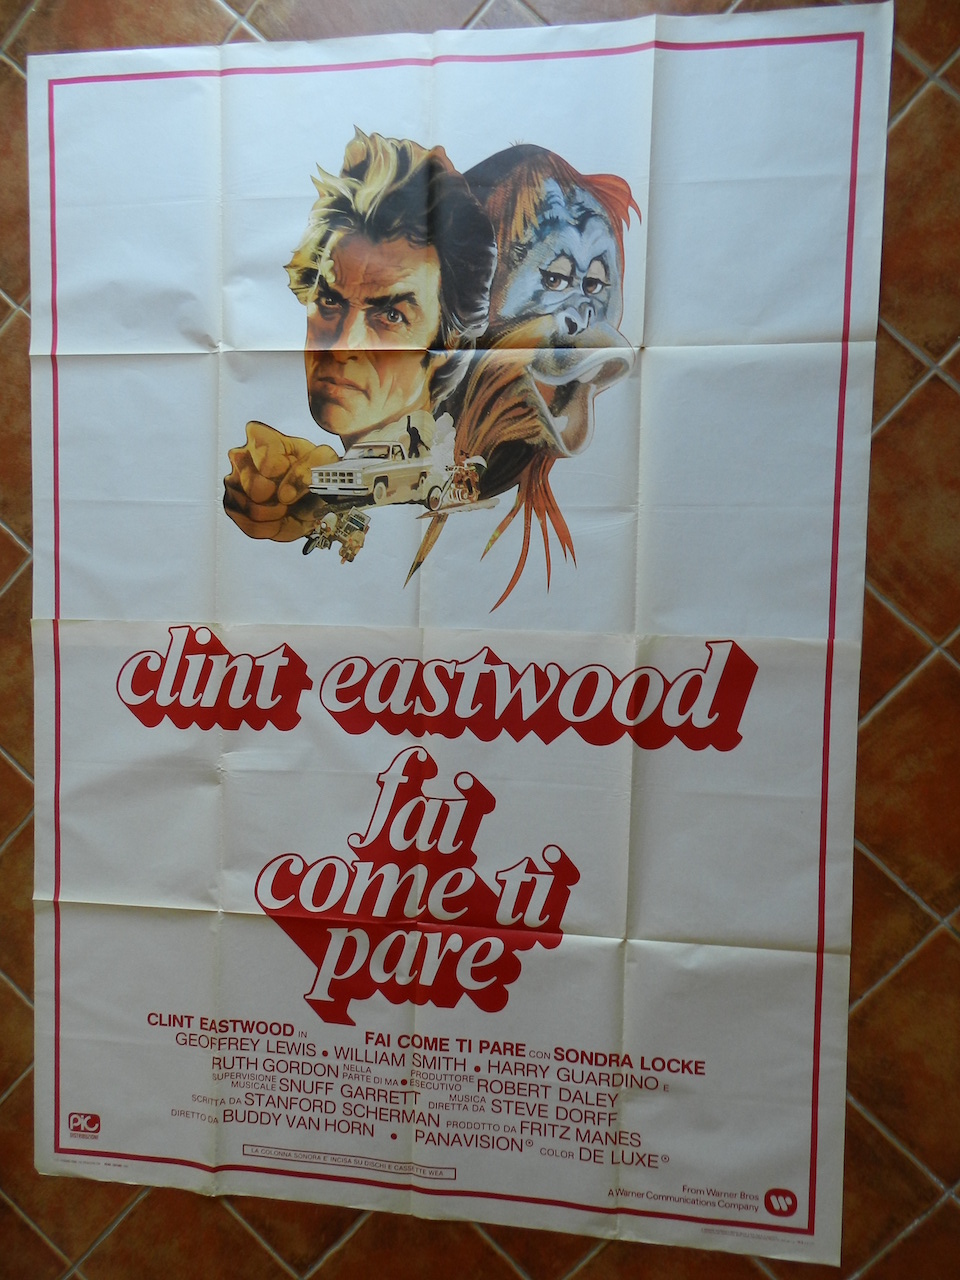 clint eastwood
fai
come ti
pare
CLINT EASTWOOD IN FAI COME TI PARE CON SONDRA LOCKE
GEOFFREY LEWIS • WILLIAM SMITH • HARRY GUARDINO E
RUTH GORDON NELLA PARTE DI MA • PRODUTTORE ESECUTIVO ROBERT DALEY
SUPERVISIONE MUSICALE SNUFF GARRETT MUSICA DIRETTA DA STEVE DORFF
SCRITTA DA STANFORD SCHERMAN PRODOTTO DA FRITZ MANES
DIRETTO DA BUDDY VAN HORN • PANAVISION® COLOR DE LUXE®
LA COLONNA SONORA E' INCISA SU DISCHI E CASSETTE WEA
PIC
DISTRIBUZIONE
From Warner Bros
A Warner Communications Company